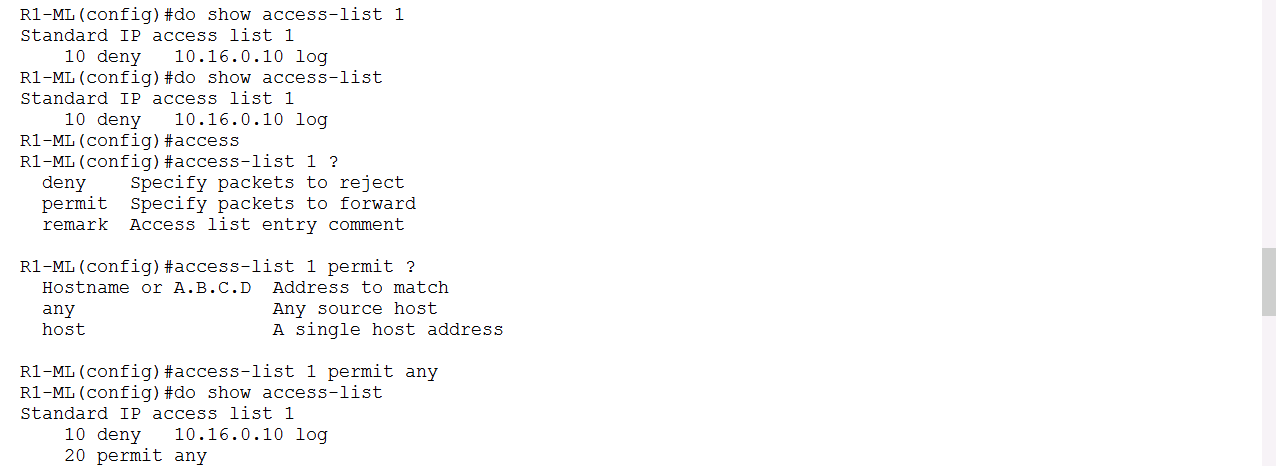 R1-ML(config)#do show access-list 1
Standard IP access list 1
    10 deny   10.16.0.10 log
R1-ML(config)#do show access-list
Standard IP access list 1
    10 deny   10.16.0.10 log
R1-ML(config)#access
R1-ML(config)#access-list 1 ?
  deny    Specify packets to reject
  permit  Specify packets to forward
  remark  Access list entry comment

R1-ML(config)#access-list 1 permit ?
  Hostname or A.B.C.D  Address to match
  any                  Any source host
  host                 A single host address

R1-ML(config)#access-list 1 permit any
R1-ML(config)#do show access-list
Standard IP access list 1
    10 deny   10.16.0.10 log
    20 permit any